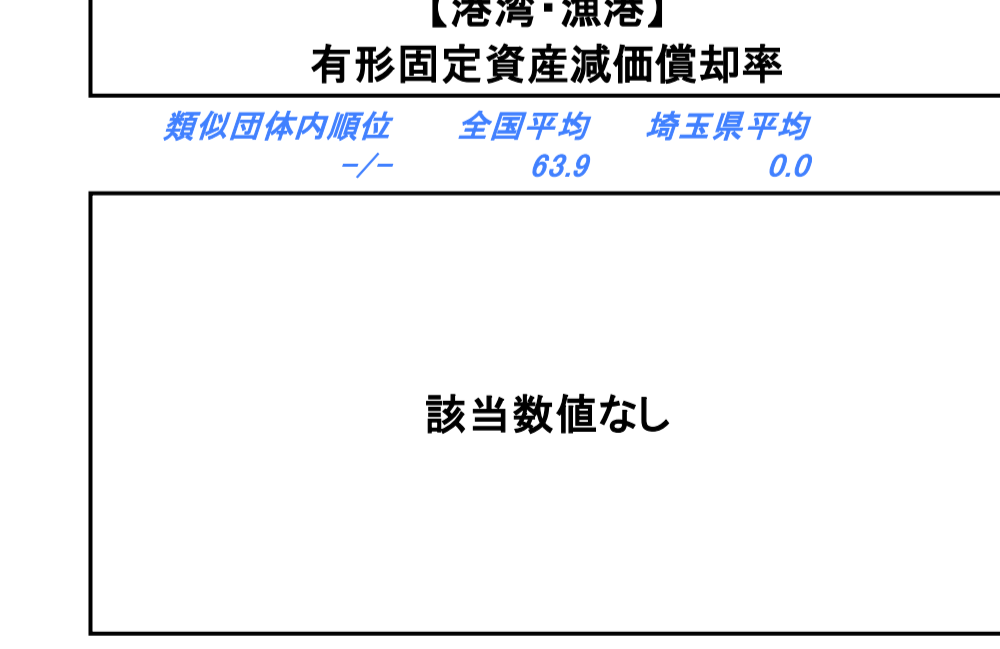 【港湾・漁港】
有形固定資産減価償却率
類似団体内順位 全国平均 埼玉県平均
-/- 63.9 0.0
該当数値なし